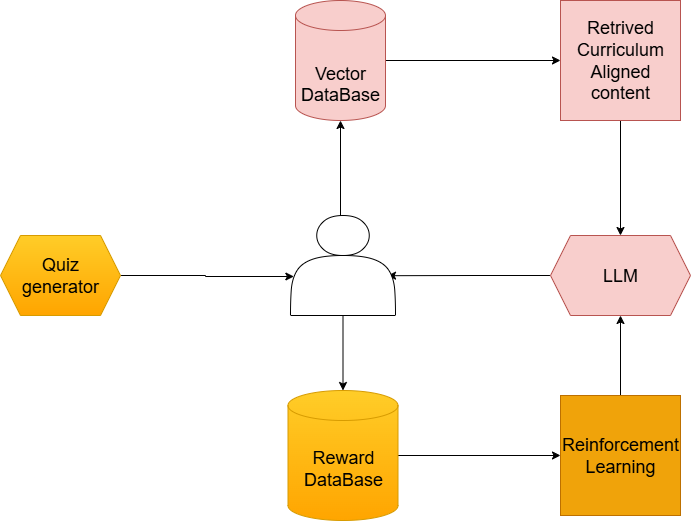 Vector
DataBase
Retrived
Curriculum
Aligned
content
Quiz
generator
LLM
Reward
DataBase
Reinforcement
Learning